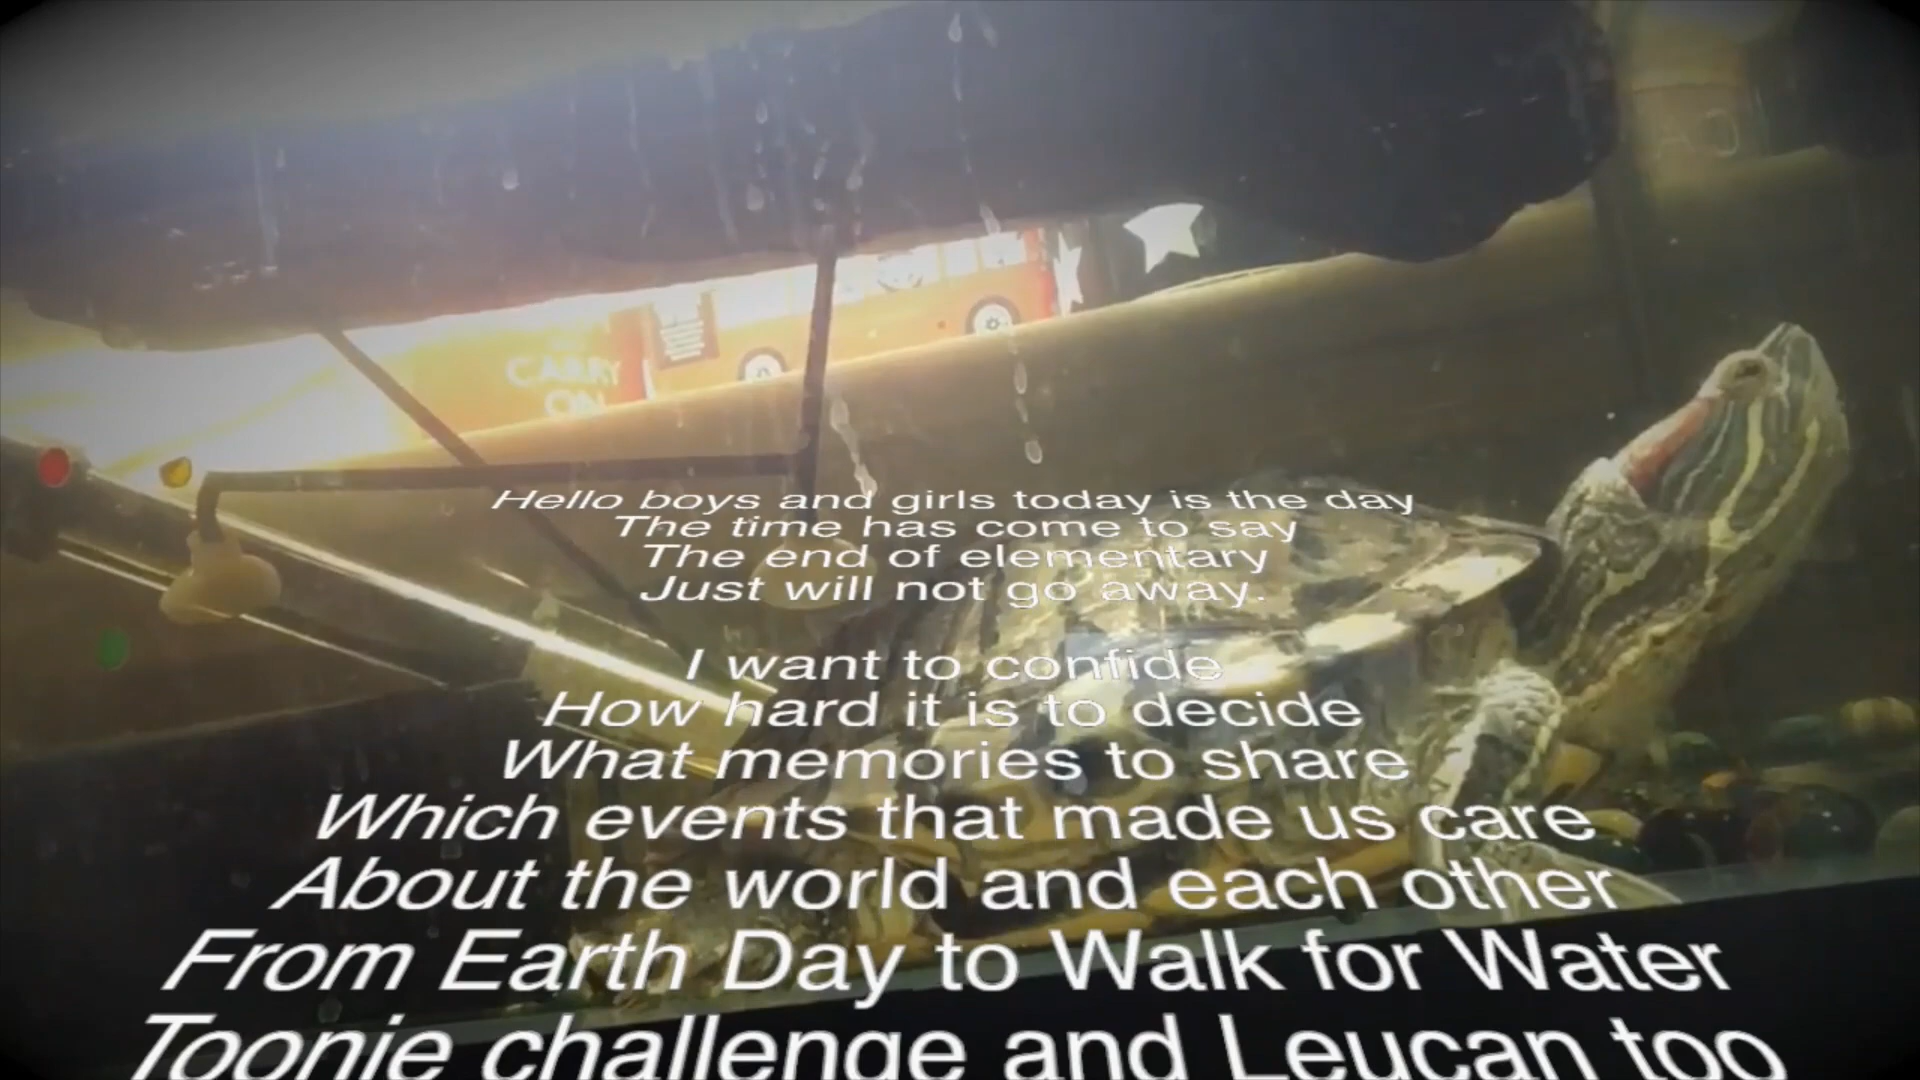 CARRY
ON
Hello boys and girls today is the day
The time has come to say
The end of elementary
Just will not go away.
I want to confide
How hard it is to decide
What memories to share
Which events that made us care
About the world and each other
From Earth Day to Walk for Water
Toonie challenge and Leucan too